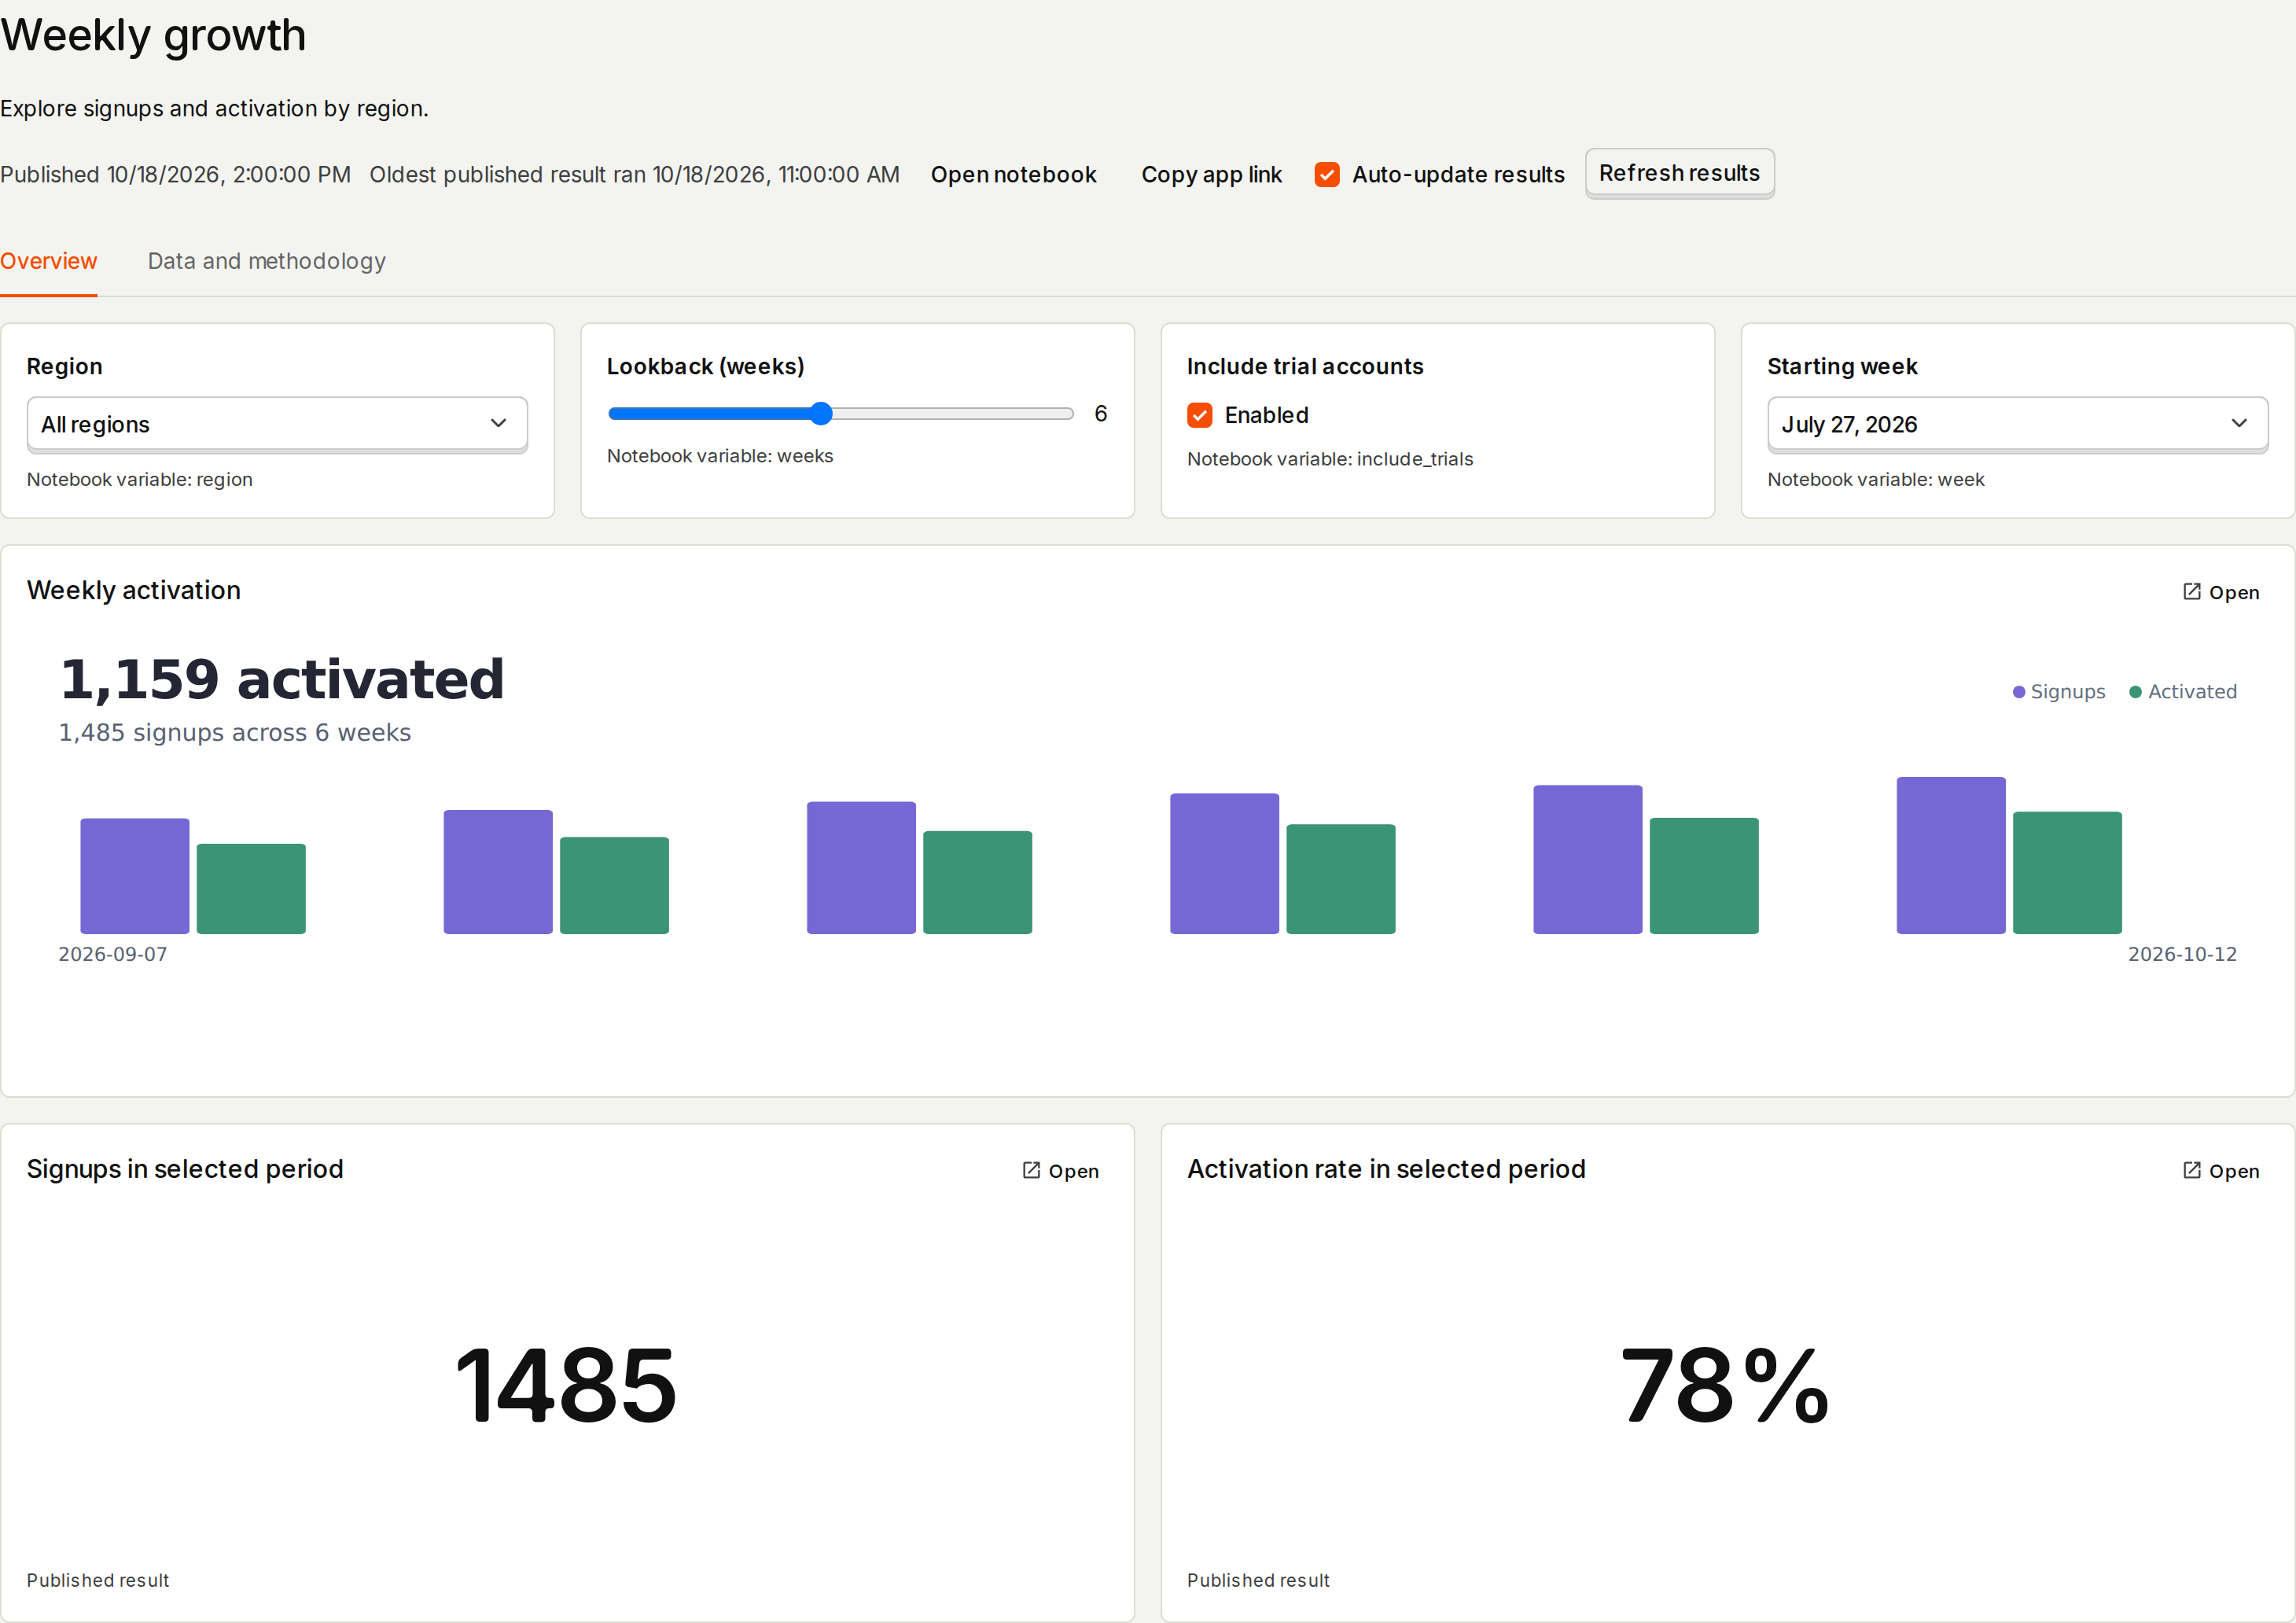 Weekly growth
Explore signups and activation by region.
Published 10/18/2026, 2:00:00 PM Oldest published result ran 10/18/2026, 11:00:00 AM Open notebook Copy app link Auto-update results Refresh results
Overview Data and methodology
Region
All regions
Notebook variable: region
Lookback (weeks)
6
Notebook variable: weeks
Include trial accounts
Enabled
Notebook variable: include_trials
Starting week
July 27, 2026
Notebook variable: week
Weekly activation Open
1,159 activated
Signups Activated
1,485 signups across 6 weeks
2026-09-07 2026-10-12
Signups in selected period Open
1485
Published result
Activation rate in selected period Open
78%
Published result